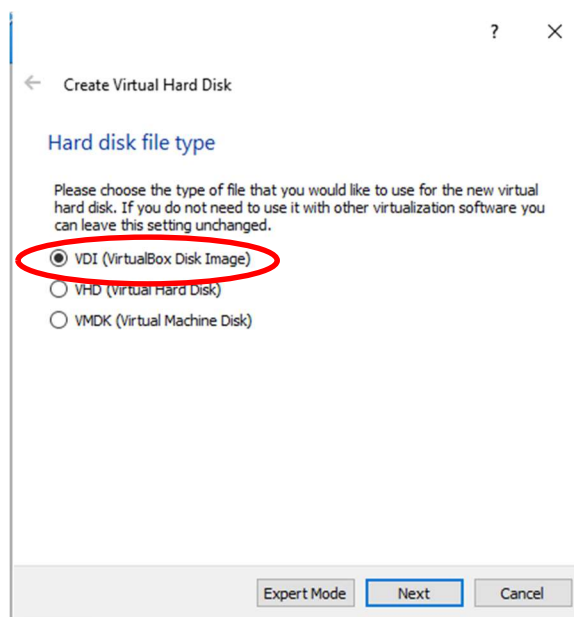 ?
Create Virtual Hard Disk
Hard disk file type
Please choose the type of file that you would like to use for the new virtual
hard disk. If you do not need to use it with other virtualization software you
can leave this setting unchanged.
VDI (VirtualBox Disk Image)
VHD (Virtual Hard Disk)
VMDK (Virtual Machine Disk)
Expert Mode Next Cancel